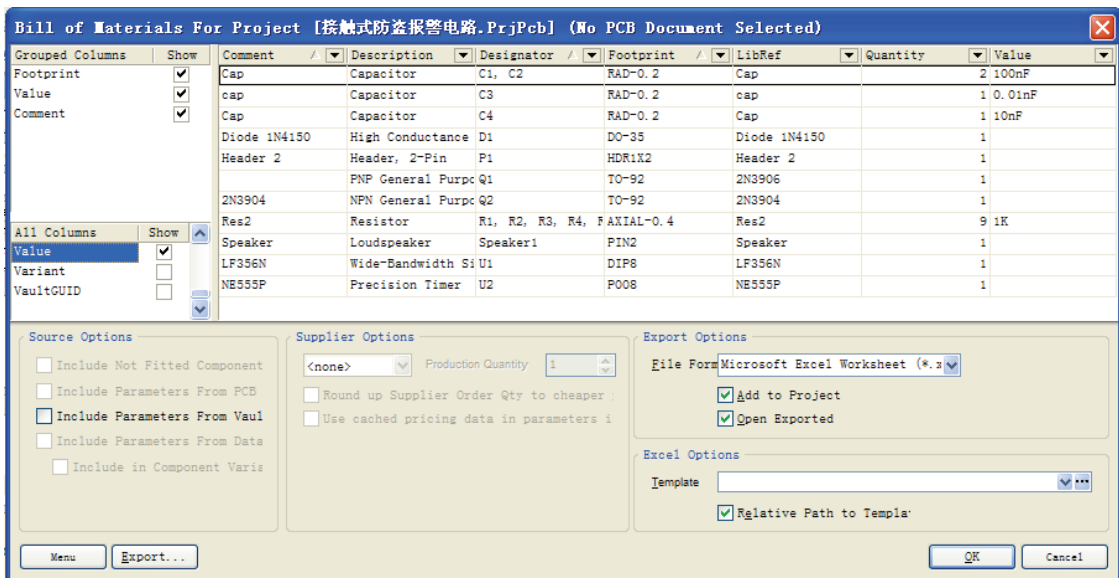 Bill of Materials For Project [接触式防盗报警电路.PrjPcb] (No PCB Document Selected)
Grouped Columns Show
Footprint
Value
Comment
All Columns Show
Value
Variant
VaultGUID
Comment Description Designator Footprint LibRef Quantity Value
Cap Capacitor C1, C2 RAD-0.2 Cap 2 100nF
cap Capacitor C3 RAD-0.2 cap 1 0.01nF
Cap Capacitor C4 RAD-0.2 Cap 1 10nF
Diode 1N4150 High Conductance D1 DO-35 Diode 1N4150 1
Header 2 Header, 2-Pin P1 HDR1X2 Header 2 1
PNP General Purpo Q1 TO-92 2N3906 1
2N3904 NPN General Purpo Q2 TO-92 2N3904 1
Res2 Resistor R1, R2, R3, R4, R AXIAL-0.4 Res2 9 1K
Speaker Loudspeaker Speaker1 PIN2 Speaker 1
LF356N Wide-Bandwidth Si U1 DIP8 LF356N 1
NE555P Precision Timer U2 P008 NE555P 1
Source Options
Include Not Fitted Component
Include Parameters From PCB
Include Parameters From Vaul
Include Parameters From Data
Include in Component Varia
Supplier Options
<none> Production Quantity 1
Round up Supplier Order Qty to cheaper
Use cached pricing data in parameters i
Export Options
File Form Microsoft Excel Worksheet (*.x
Add to Project
Open Exported
Excel Options
Template
Relative Path to Templa
Menu Export... OK Cancel